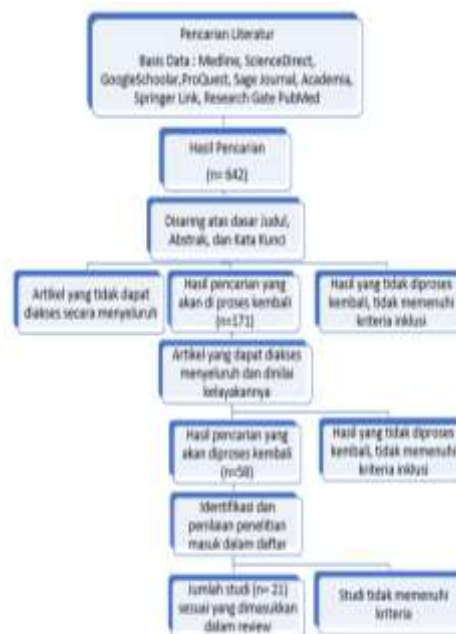 Pencarian Literatur
Basis Data : Medline, ScienceDirect,
GoogleSchoolar,ProQuest, Sage Journal, Academia,
Springer Link, Research Gate PubMed
Hasil Pencarian
(n= 642)
Disaring atas dasar Judul,
Abstrak, dan Kata Kunci
Artikel yang tidak dapat
diakses secara menyeluruh
Hasil pencarian yang
akan di proses kembali
(n=171)
Hasil yang tidak diproses
kembali, tidak memenuhi
kriteria inklusi
Artikel yang dapat diakses
menyeluruh dan dinilai
kelayakannya
Hasil pencarian yang
akan diproses kembali
(n=58)
Hasil yang tidak diproses
kembali, tidak memenuhi
kriteria inklusi
Identifikasi dan
penilaian penelitian
masuk dalam daftar
Jumlah studi (n= 21)
sesuai yang dimasukkan
dalam review
Studi tidak memenuhi
kriteria